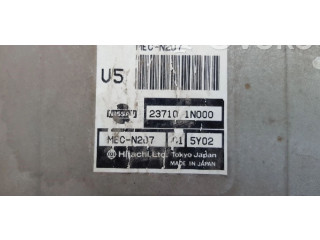 MEC-N207
U5
NISSAN 23710 1N000
MEC-N207 5Y02
Hitachi, Ltd. Tokyo Japan
MADE IN JAPAN